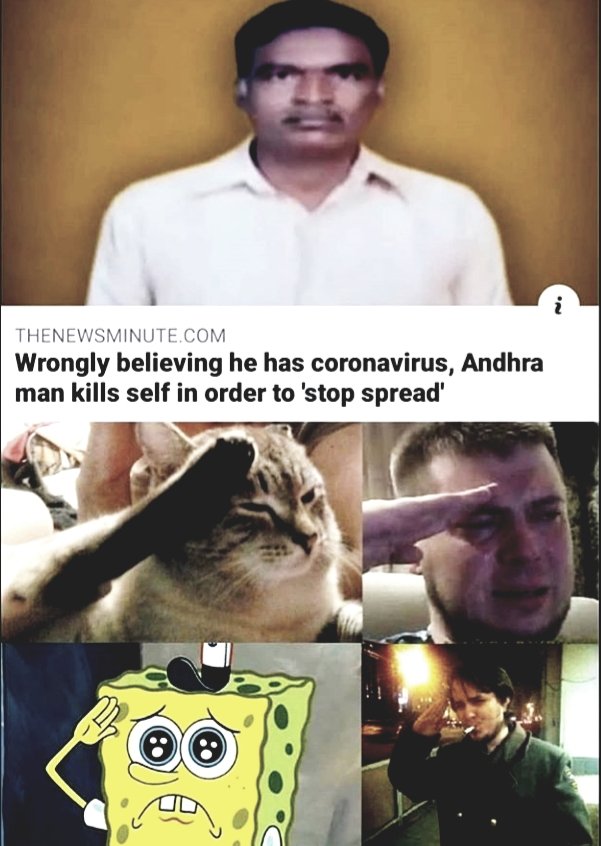 THENEWSMINUTE.COM
Wrongly believing he has coronavirus, Andhra
man kills self in order to 'stop spread'